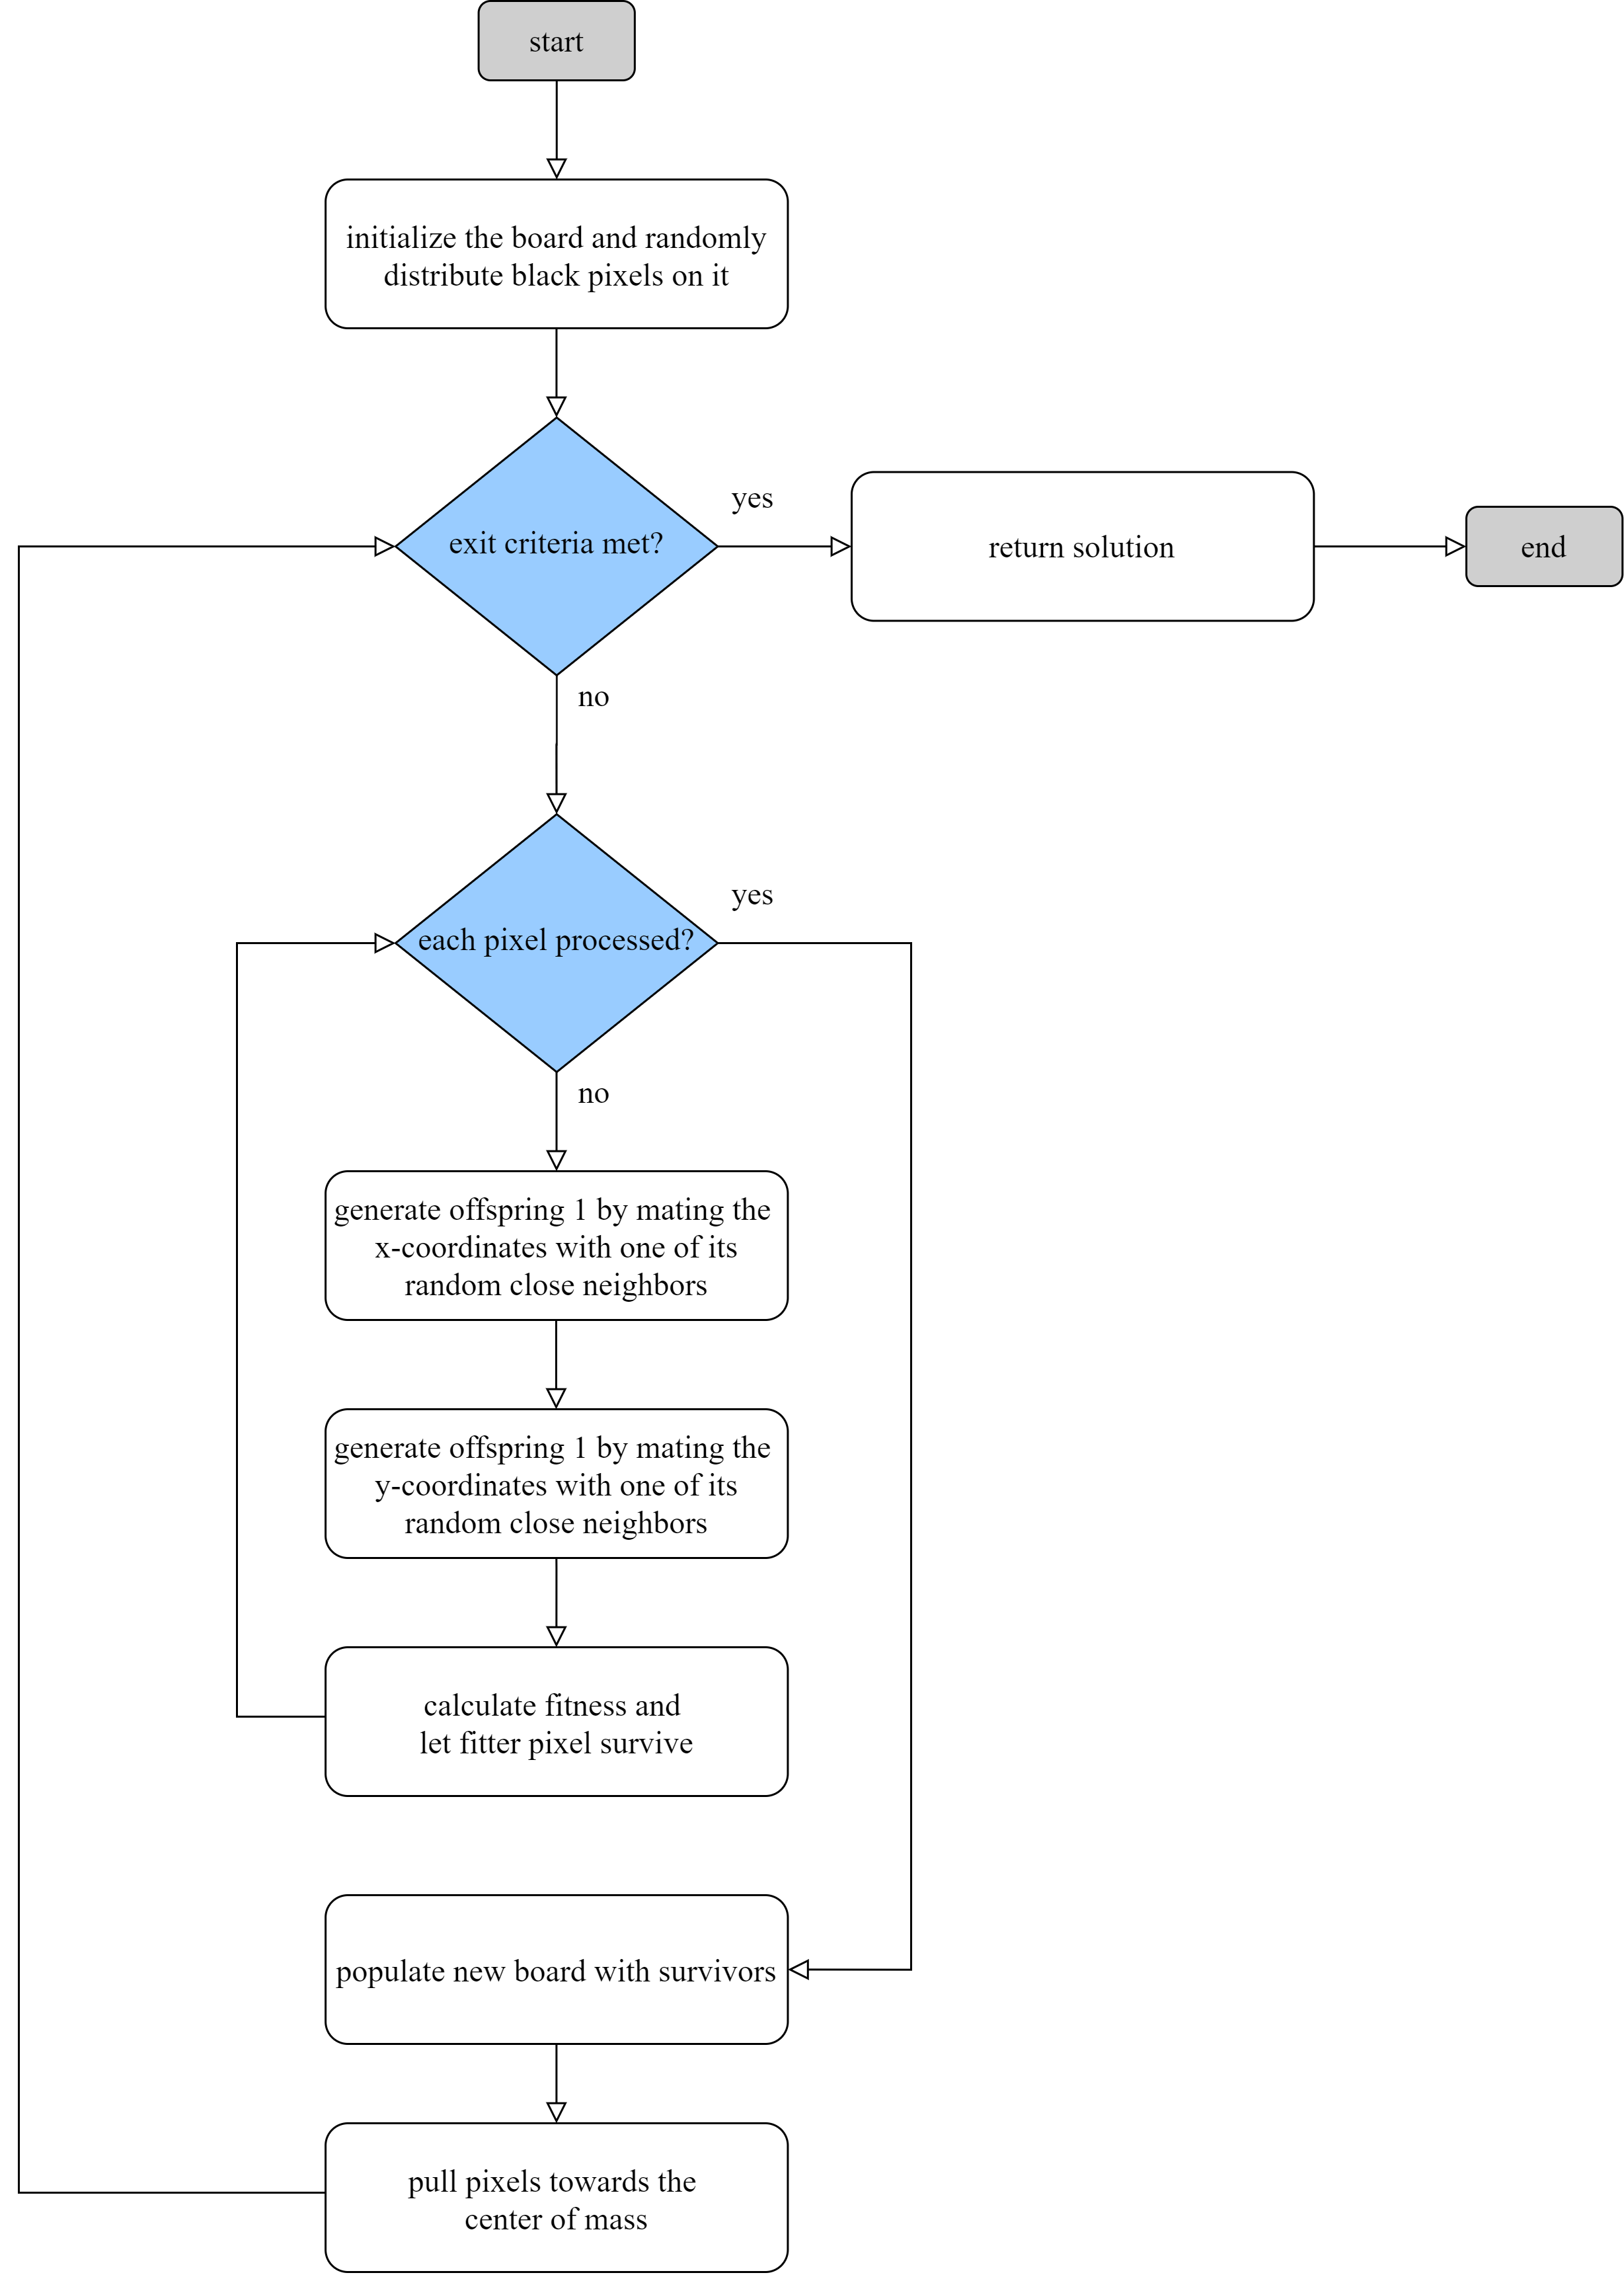 start
initialize the board and randomly
distribute black pixels on it
exit criteria met?
yes
return solution
end
no
each pixel processed?
yes
no
generate offspring 1 by mating the
x-coordinates with one of its
random close neighbors
generate offspring 1 by mating the
y-coordinates with one of its
random close neighbors
calculate fitness and
let fitter pixel survive
populate new board with survivors
pull pixels towards the
center of mass